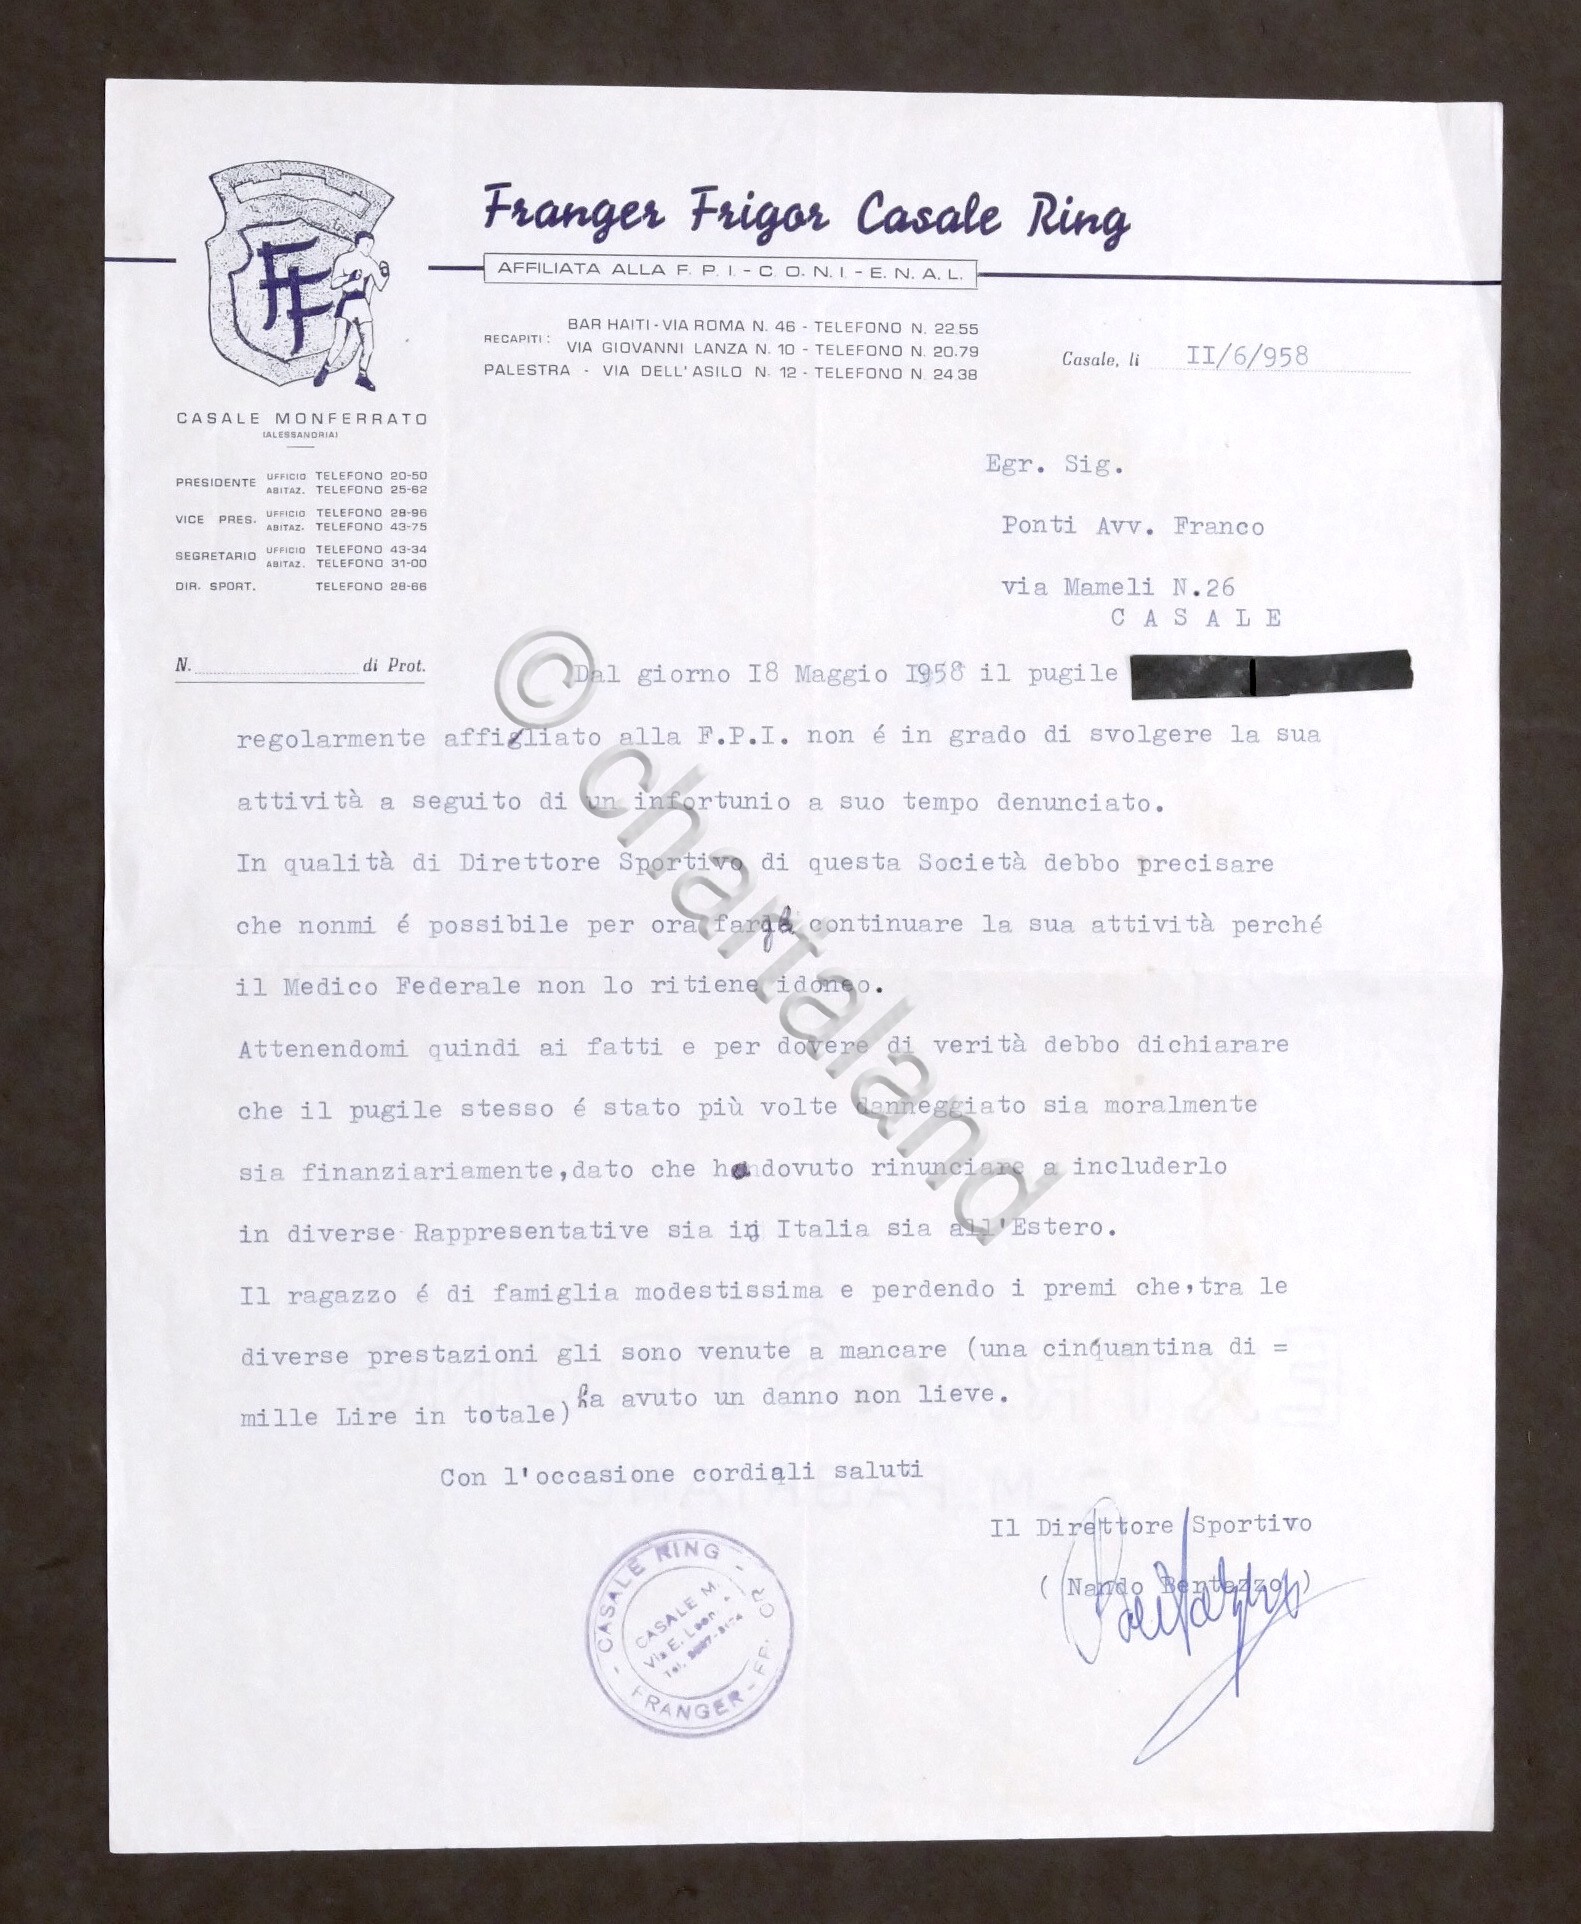 FF
Franger Frigor Casale Ring
AFFILIATA ALLA F. P. I. - C. O. N. I. - E. N. A. L.
RECAPITI :
BAR HAITI - VIA ROMA N. 46 - TELEFONO N. 22 55
VIA GIOVANNI LANZA N. 10 - TELEFONO N. 20.79
PALESTRA - VIA DELL'ASILO N. 12 - TELEFONO N. 24 38
Casale, li II/6/958
CASALE MONFERRATO
(ALESSANDRIA)
PRESIDENTE UFFICIO TELEFONO 20-50
ABITAZ. TELEFONO 25-62
VICE PRES. UFFICIO TELEFONO 28-96
ABITAZ. TELEFONO 43-75
SEGRETARIO UFFICIO TELEFONO 43-34
ABITAZ. TELEFONO 31-00
DIR. SPORT. TELEFONO 28-66
N. di Prot.
Egr. Sig.
Ponti Avv. Franco
via Mameli N.26
C A S A L E
Dal giorno I8 Maggio I958 il pugile
regolarmente affigliato alla F.P.I. non é in grado di svolgere la sua
attività a seguito di un infortunio a suo tempo denunciato.
In qualità di Direttore Sportivo di questa Società debbo precisare
che nonmi é possibile per ora continuare la sua attività perché
il Medico Federale non lo ritiene idoneo.
Attenendomi quindi ai fatti e per dovere di verità debbo dichiarare
che il pugile stesso é stato più volte danneggiato sia moralmente
sia finanziariamente,dato che ho dovuto rinunciare a includerlo
in diverse Rappresentative sia in Italia sia all'Estero.
Il ragazzo é di famiglia modestissima e perdendo i premi che,tra le
diverse prestazioni gli sono venute a mancare (una cinquantina di =
mille Lire in totale) ha avuto un danno non lieve.
Con l'occasione cordiali saluti
Il Direttore Sportivo
( Nando Bentazzo )
CASALE RING - FRANGER - FR OR
CASALE M.
Via E. Leon
Tel.
© chartaland